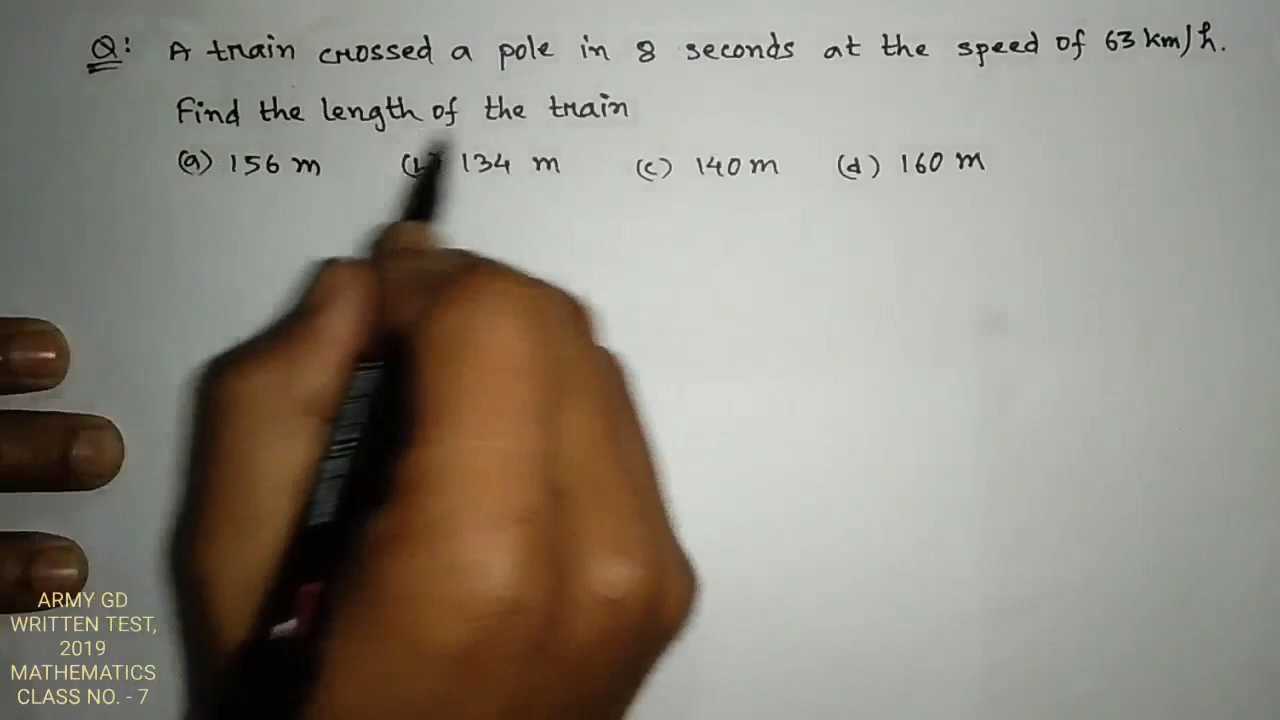 Q: A train crossed a pole in 8 seconds at the speed of 63 km/h.
Find the length of the train
(a) 156 m (b) 134 m (c) 140 m (d) 160 m
ARMY GD
WRITTEN TEST,
2019
MATHEMATICS
CLASS NO. - 7